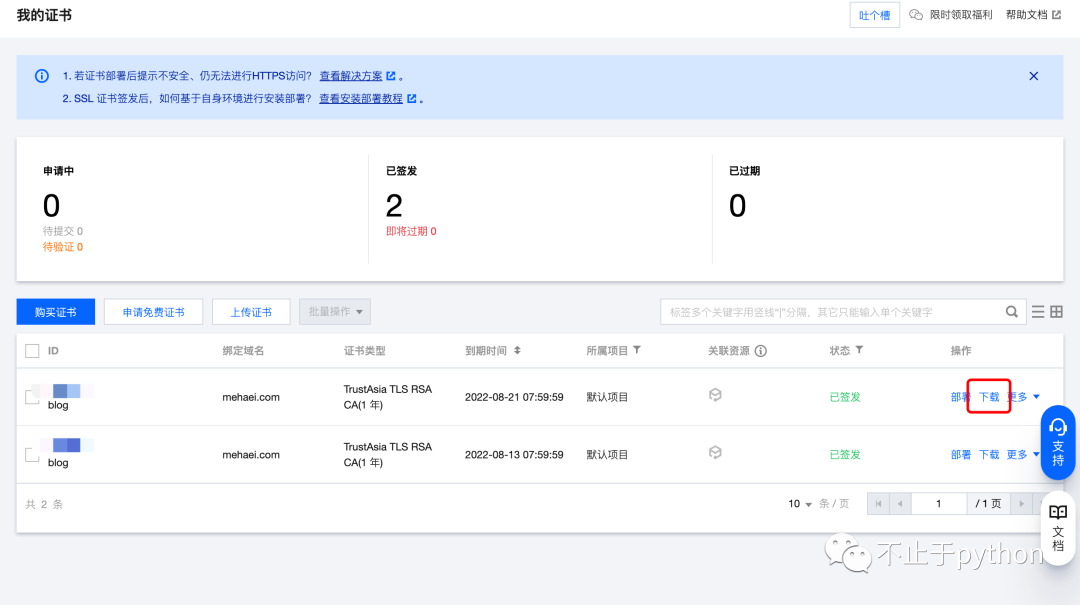 我的证书
吐个槽 限时领取福利 帮助文档
1. 若证书部署后提示不安全、仍无法进行HTTPS访问？ 查看解决方案 。
2. SSL 证书签发后，如何基于自身环境进行安装部署？ 查看安装部署教程 。
申请中 已签发 已过期
0 2 0
待提交 0 即将过期 0
待验证 0
购买证书 申请免费证书 上传证书 批量操作 标签多个关键字用竖线“|”分隔，其它只能输入单个关键字
ID 绑定域名 证书类型 到期时间 所属项目 关联资源 状态 操作
blog mehaei.com TrustAsia TLS RSA 2022-08-21 07:59:59 默认项目 已签发 部署 下载 更多
CA(1 年)
blog mehaei.com TrustAsia TLS RSA 2022-08-13 07:59:59 默认项目 已签发 部署 下载 更多
CA(1 年)
共 2 条 10 条 / 页 1 / 1 页
支持
文档
不止于python